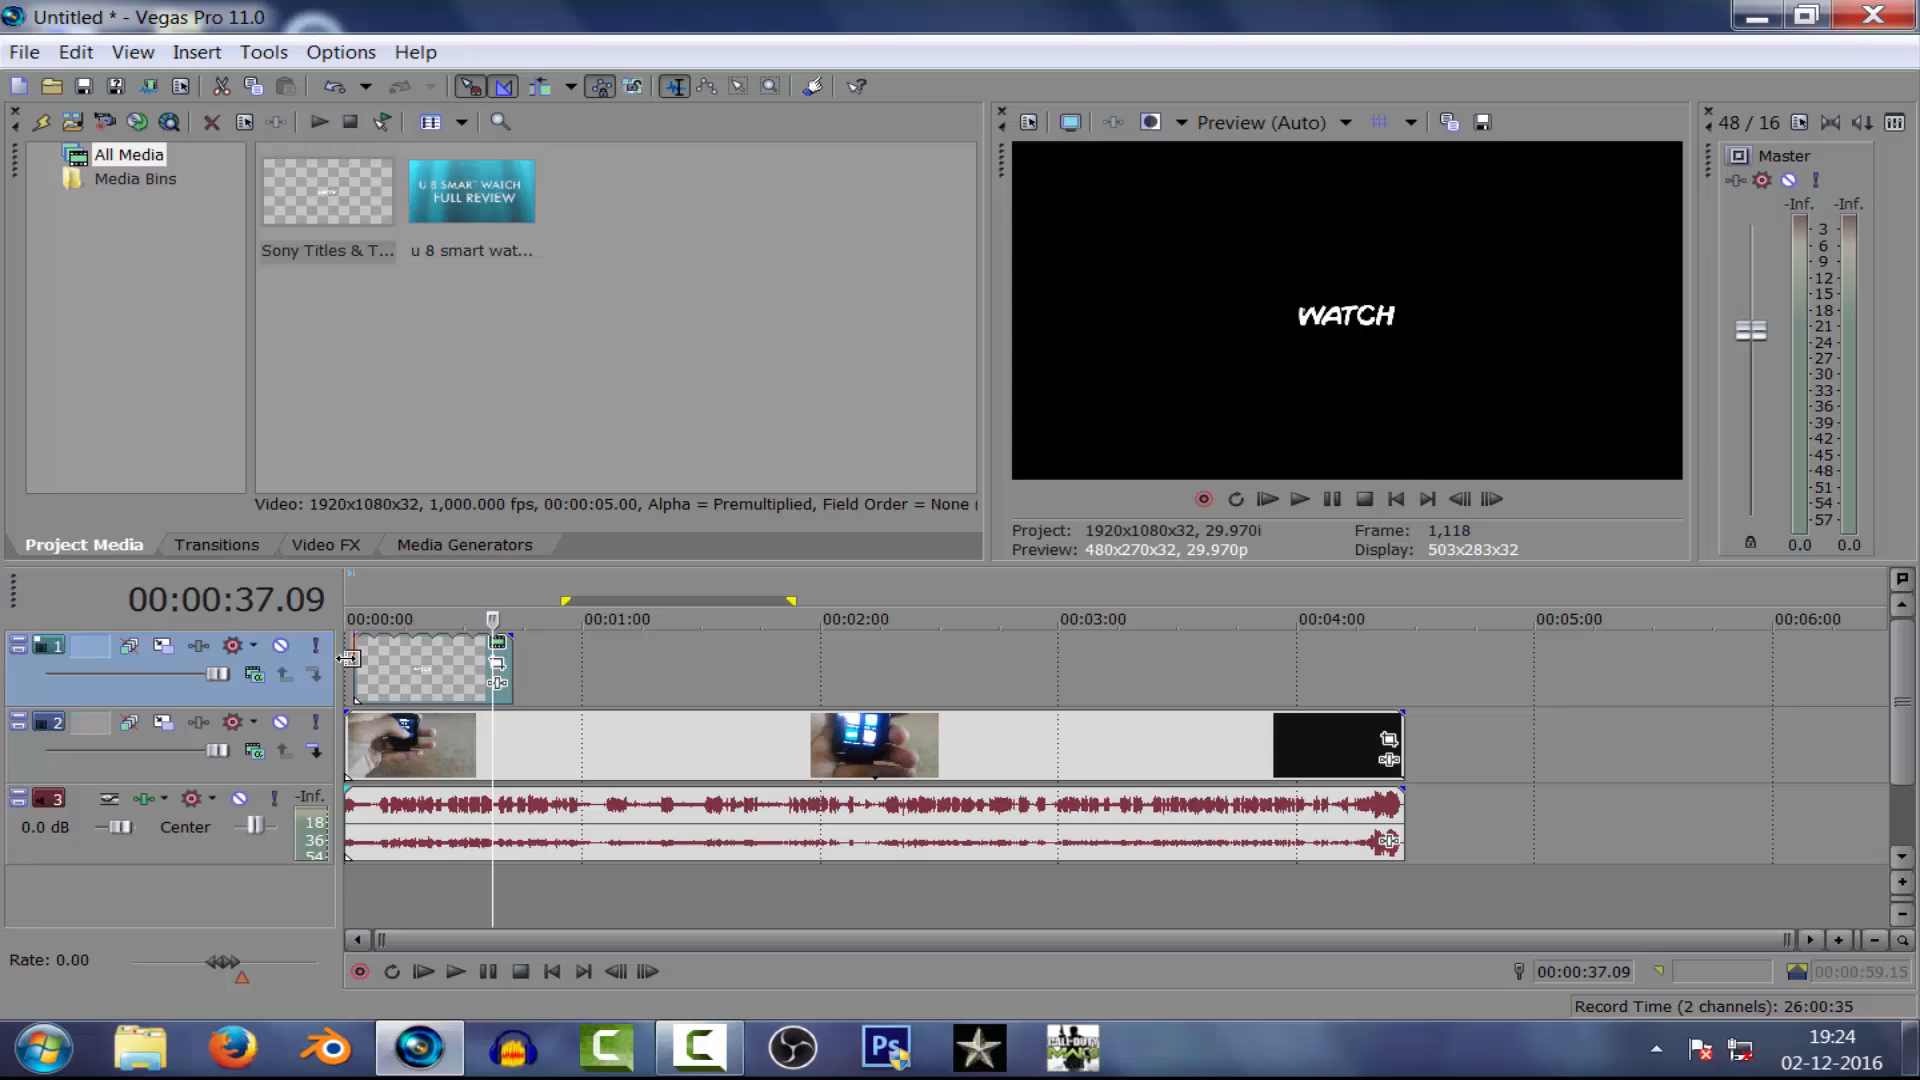 Untitled * - Vegas Pro 11.0
File Edit View Insert Tools Options Help
Preview (Auto)
48 / 16
All Media
Media Bins
WATCH
U 8 SMART WATCH
FULL REVIEW
Sony Titles & T...
u 8 smart wat...
WATCH
Master
-Inf. -Inf.
3
6
9
12
15
18
21
24
27
30
33
36
39
42
45
48
51
54
57
0.0 0.0
Video: 1920x1080x32, 1,000.000 fps, 00:00:05.00, Alpha = Premultiplied, Field Order = None (
Project Media Transitions Video FX Media Generators
Project: 1920x1080x32, 29.970i Frame: 1,118
Preview: 480x270x32, 29.970p Display: 503x283x32
00:00:37.09
00:00:00 00:01:00 00:02:00 00:03:00 00:04:00 00:05:00 00:06:00
1
2
3
-Inf.
0.0 dB Center
18
36
54
Rate: 0.00
00:00:37.09 00:00:59.15
Record Time (2 channels): 26:00:35
Ps
CALL OF DUTY
MW3
19:24
02-12-2016